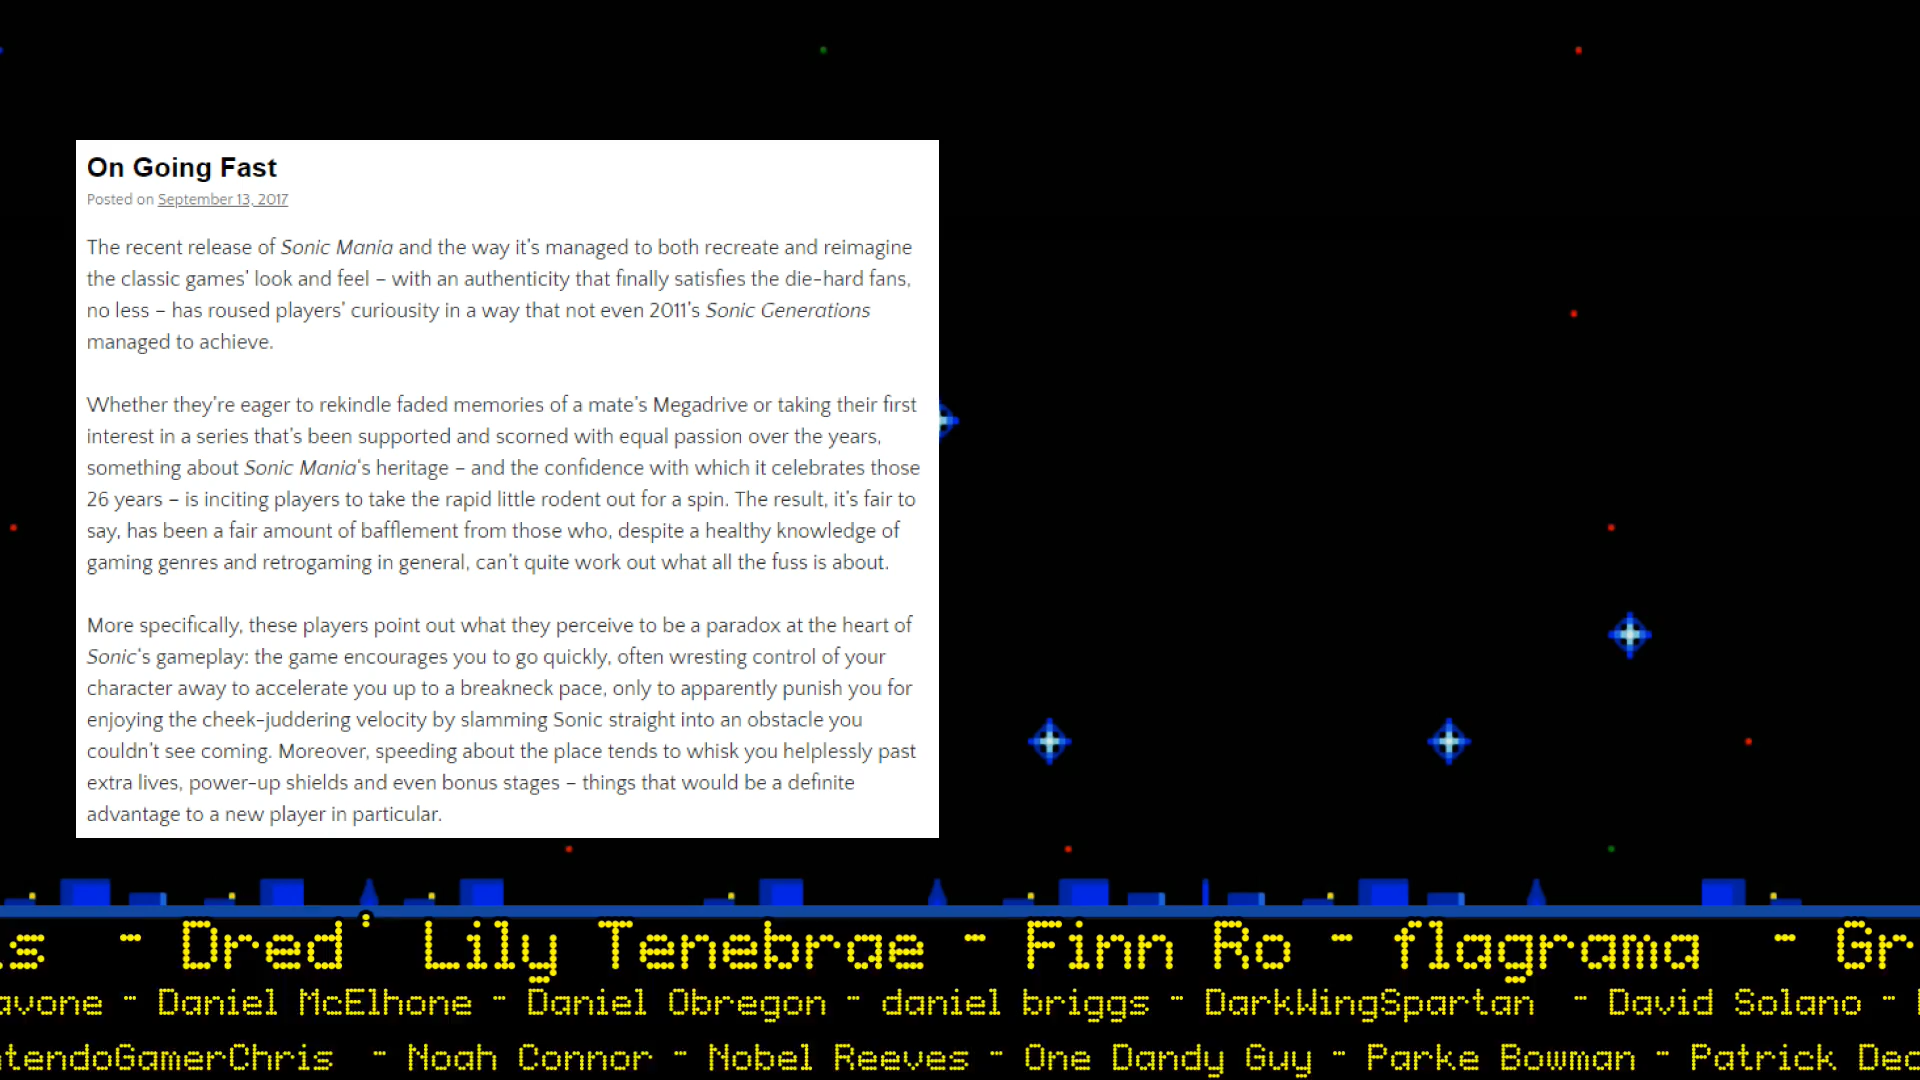 On Going Fast
Posted on September 13, 2017
The recent release of Sonic Mania and the way it's managed to both recreate and reimagine
the classic games' look and feel – with an authenticity that finally satisfies the die-hard fans,
no less – has roused players' curiousity in a way that not even 2011's Sonic Generations
managed to achieve.
Whether they're eager to rekindle faded memories of a mate's Megadrive or taking their first
interest in a series that's been supported and scorned with equal passion over the years,
something about Sonic Mania's heritage – and the confidence with which it celebrates those
26 years – is inciting players to take the rapid little rodent out for a spin. The result, it's fair to
say, has been a fair amount of bafflement from those who, despite a healthy knowledge of
gaming genres and retrogaming in general, can't quite work out what all the fuss is about.
More specifically, these players point out what they perceive to be a paradox at the heart of
Sonic's gameplay: the game encourages you to go quickly, often wresting control of your
character away to accelerate you up to a breakneck pace, only to apparently punish you for
enjoying the cheek-juddering velocity by slamming Sonic straight into an obstacle you
couldn't see coming. Moreover, speeding about the place tends to whisk you helplessly past
extra lives, power-up shields and even bonus stages – things that would be a definite
advantage to a new player in particular.
- Dred Lily Tenebrae - Finn Ro - flagrama - Gr
avone - Daniel McElhone - Daniel Obregon - daniel briggs - DarkWingSpartan - David Solano -
tendoGamerChris - Noah Connor - Nobel Reeves - One Dandy Guy - Parke Bowman - Patrick Dec